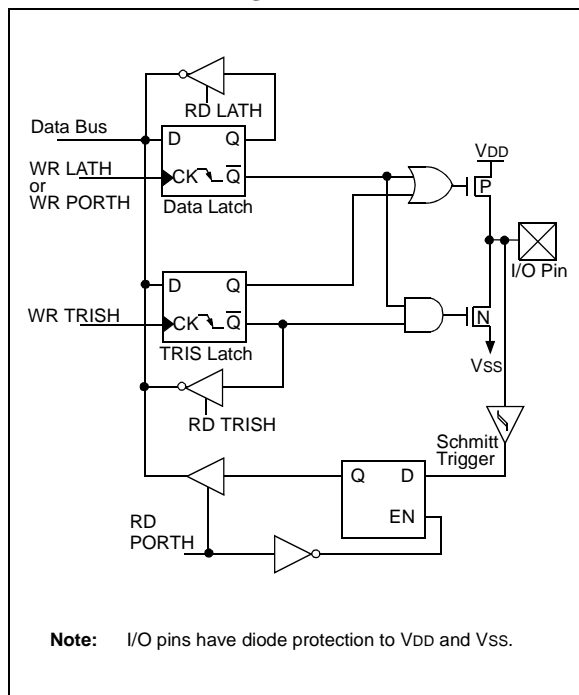 RD LATH
Data Bus
D Q
VDD
WR LATH
or
WR PORTH
CK Q
P
Data Latch
I/O Pin
D Q
WR TRISH
CK Q
N
TRIS Latch
VSS
RD TRISH
Schmitt
Trigger
Q D
EN
RD
PORTH
Note: I/O pins have diode protection to VDD and VSS.